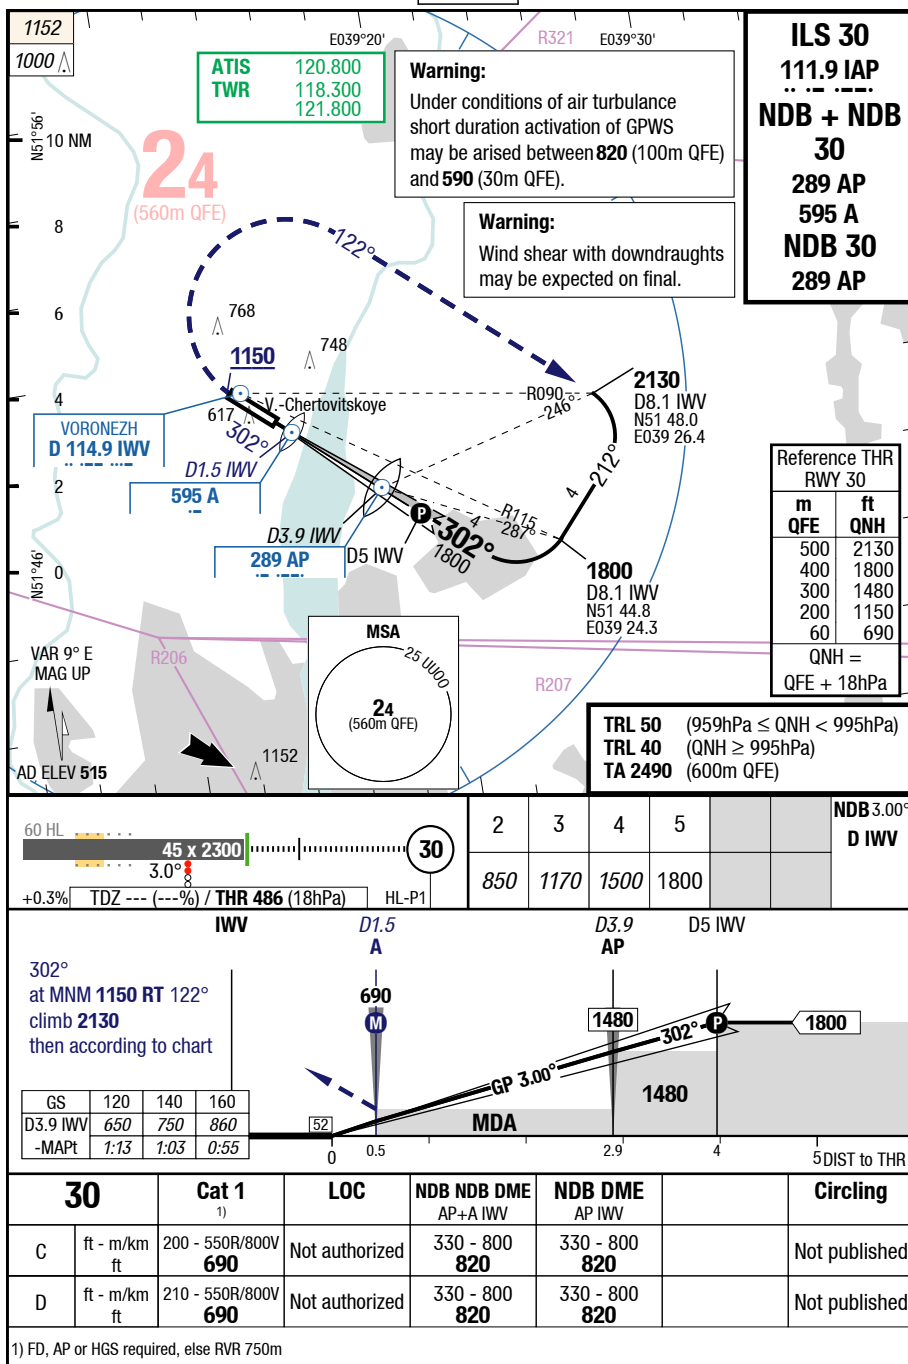 1152
1000
E039°20'
R321
E039°30'
ATIS 120.800
TWR 118.300
121.800
Warning:
Under conditions of air turbulance
short duration activation of GPWS
may be arised between 820 (100m QFE)
and 590 (30m QFE).
Warning:
Wind shear with downdraughts
may be expected on final.
ILS 30
111.9 IAP
NDB + NDB
30
289 AP
595 A
NDB 30
289 AP
N51°56'
10 NM
8
6
4
2
0
N51°46'
24
(560m QFE)
122°
768
748
1150
617
V.-Chertovitskoye
302°
VORONEZH
D 114.9 IWV
D1.5 IWV
595 A
D3.9 IWV
289 AP
D5 IWV
P
302°
1800
4
R115
287°
R090
246°
4
212°
2130
D8.1 IWV
N51 48.0
E039 26.4
1800
D8.1 IWV
N51 44.8
E039 24.3
Reference THR
RWY 30
m ft
QFE QNH
500 2130
400 1800
300 1480
200 1150
60 690
QNH =
QFE + 18hPa
MSA
25 UUOO
24
(560m QFE)
R206
R207
VAR 9° E
MAG UP
AD ELEV 515
1152
TRL 50 (959hPa ≤ QNH < 995hPa)
TRL 40 (QNH ≥ 995hPa)
TA 2490 (600m QFE)
60 HL
45 x 2300
30
3.0°
+0.3%
TDZ --- (---%) / THR 486 (18hPa)
HL-P1
2 3 4 5 NDB 3.00°
D IWV
850 1170 1500 1800
IWV
D1.5
A
D3.9
AP
D5 IWV
302°
at MNM 1150 RT 122°
climb 2130
then according to chart
690
M
1480
302°
P
1800
GP 3.00°
1480
MDA
52
GS 120 140 160
D3.9 IWV 650 750 860
-MAPt 1:13 1:03 0:55
0 0.5 2.9 4 5 DIST to THR
30 Cat 1 LOC NDB NDB DME NDB DME Circling
1) AP+A IWV AP IWV
C ft - m/km 200 - 550R/800V Not authorized 330 - 800 330 - 800 Not published
ft 690 820 820
D ft - m/km 210 - 550R/800V Not authorized 330 - 800 330 - 800 Not published
ft 690 820 820
1) FD, AP or HGS required, else RVR 750m